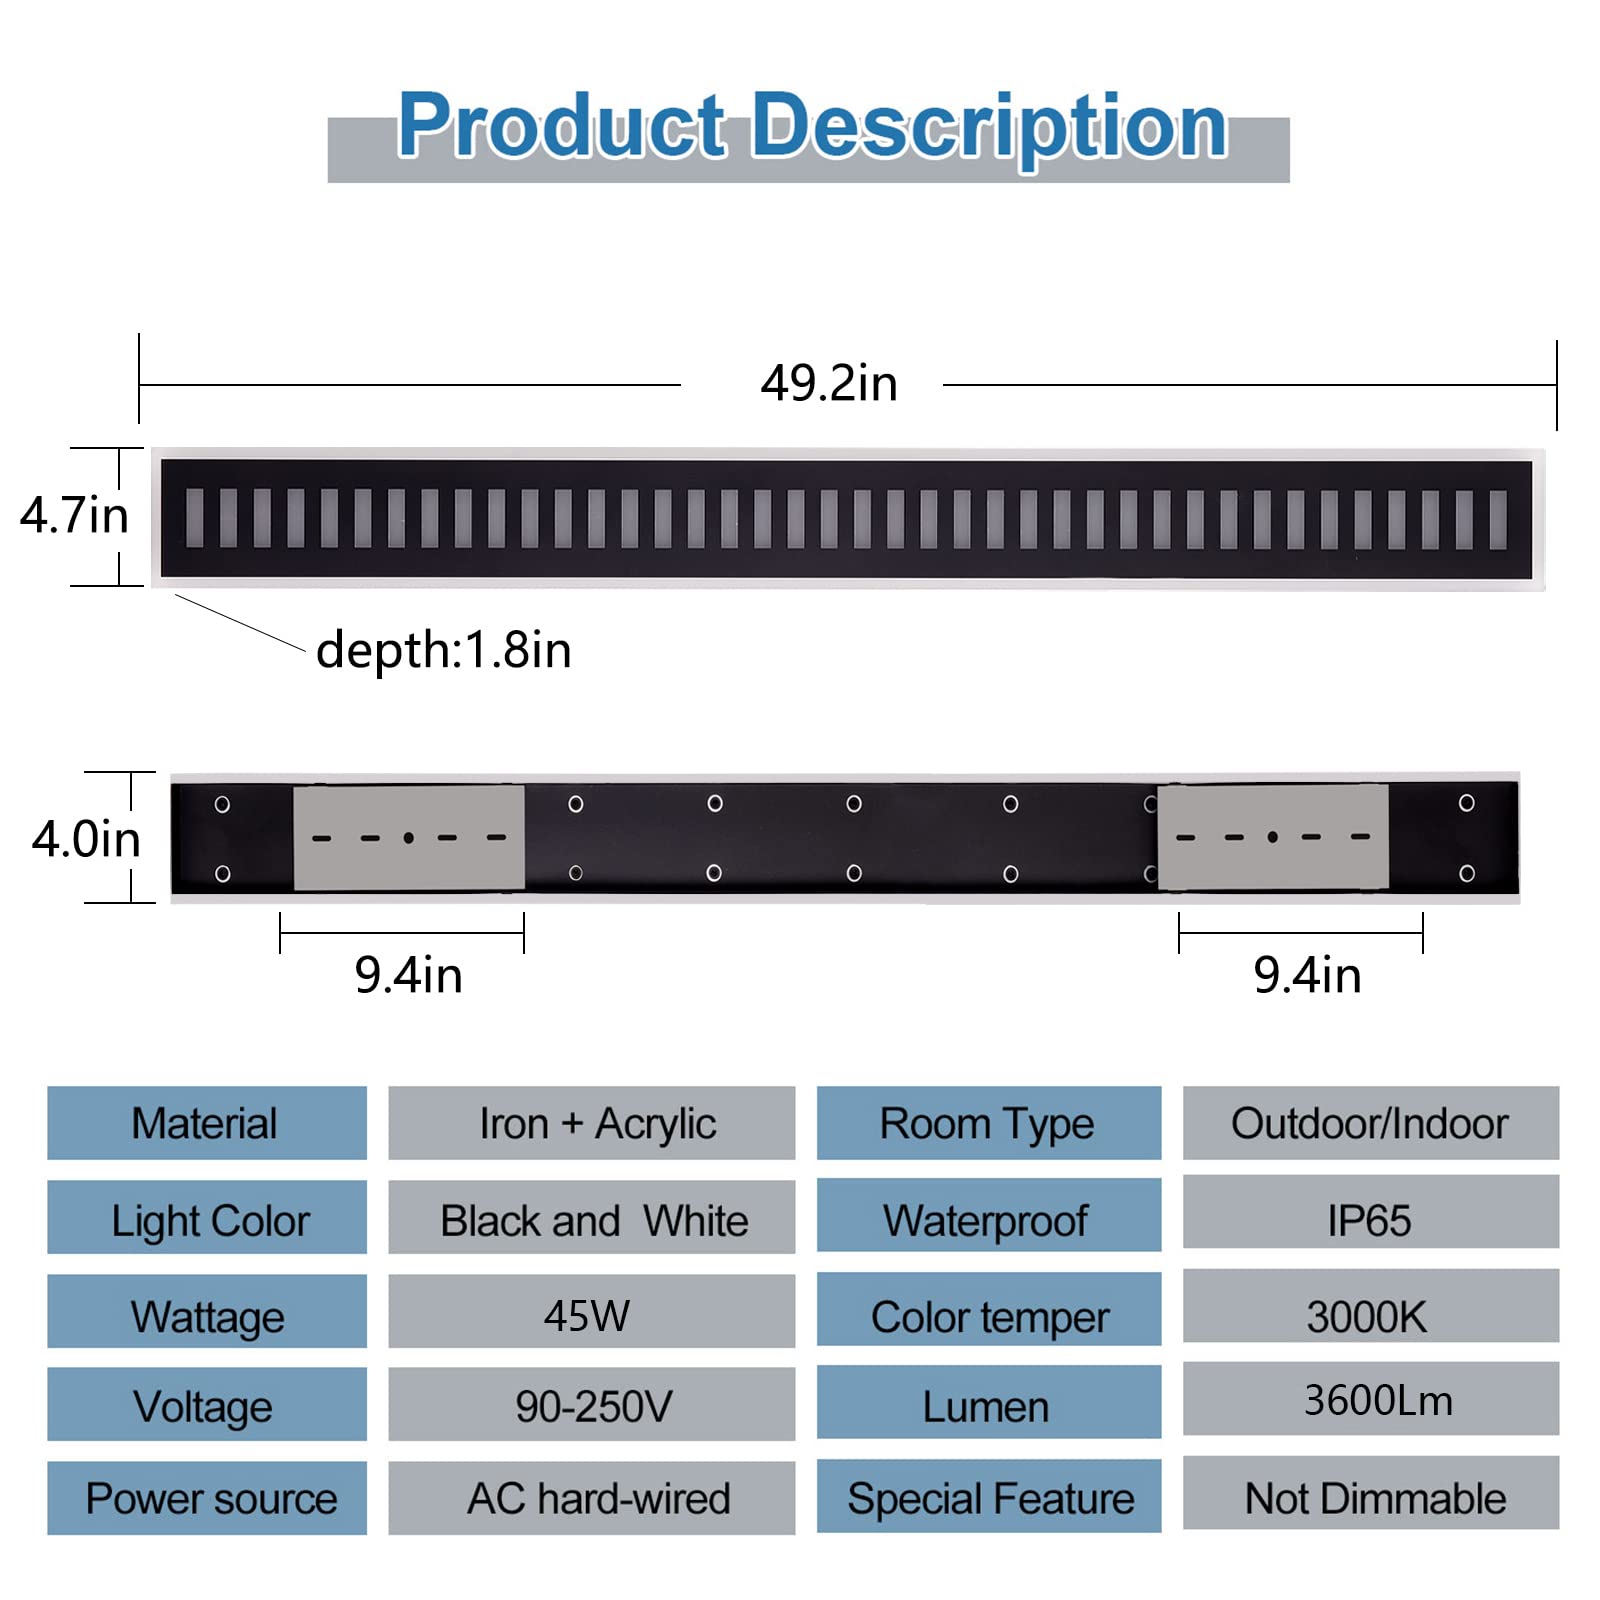 Product Description
49.2in
4.7in
depth:1.8in
4.0in
9.4in
9.4in
Material Iron + Acrylic Room Type Outdoor/Indoor
Light Color Black and White Waterproof IP65
Wattage 45W Color temper 3000K
Voltage 90-250V Lumen 3600Lm
Power source AC hard-wired Special Feature Not Dimmable